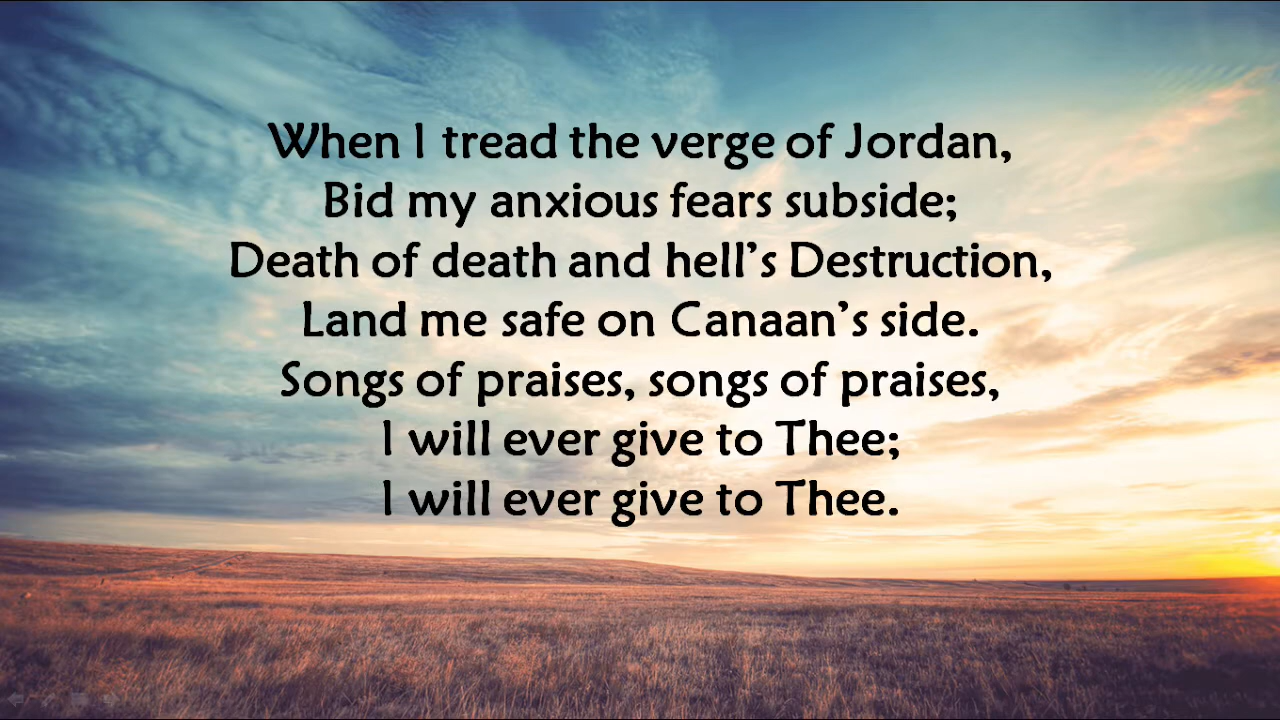 When I tread the verge of Jordan,
Bid my anxious fears subside;
Death of death and hell’s Destruction,
Land me safe on Canaan’s side.
Songs of praises, songs of praises,
I will ever give to Thee;
I will ever give to Thee.